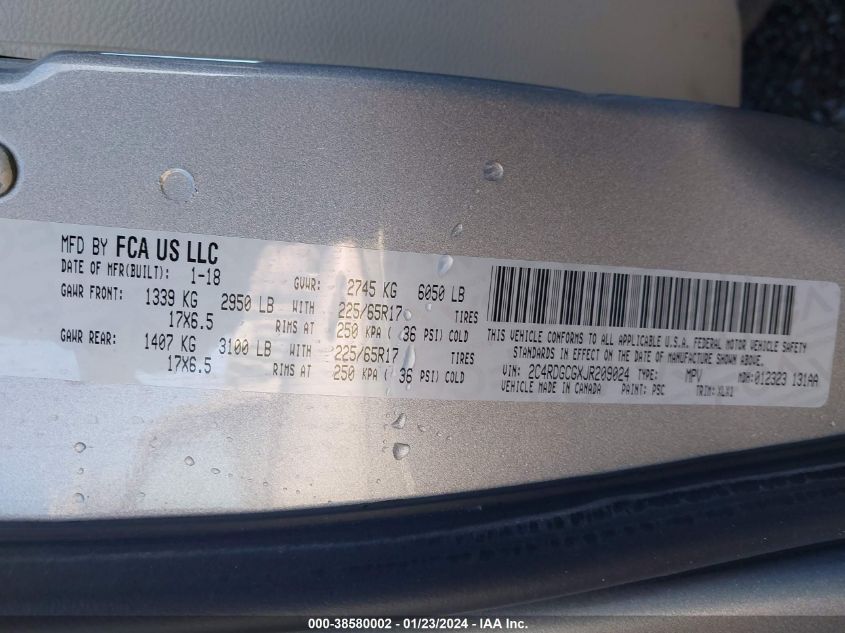 MFD BY FCA US LLC
DATE OF MFR(BUILT): 1-18
GVWR: 2745 KG 6050 LB
GAWR FRONT: 1339 KG 2950 LB WITH 225/65R17 TIRES
17X6.5 RIMS AT 250 KPA ( 36 PSI) COLD
GAWR REAR: 1407 KG 3100 LB WITH 225/65R17 TIRES
17X6.5 RIMS AT 250 KPA ( 36 PSI) COLD
THIS VEHICLE CONFORMS TO ALL APPLICABLE U.S.A. FEDERAL MOTOR VEHICLE SAFETY
STANDARDS IN EFFECT ON THE DATE OF MANUFACTURE SHOWN ABOVE.
VIN: 2C4RDGCGXJR209024 TYPE: MPV MDH:012323 131AA
VEHICLE MADE IN CANADA PAINT: PSC TRIM:
000-38580002 - 01/23/2024 - IAA Inc.